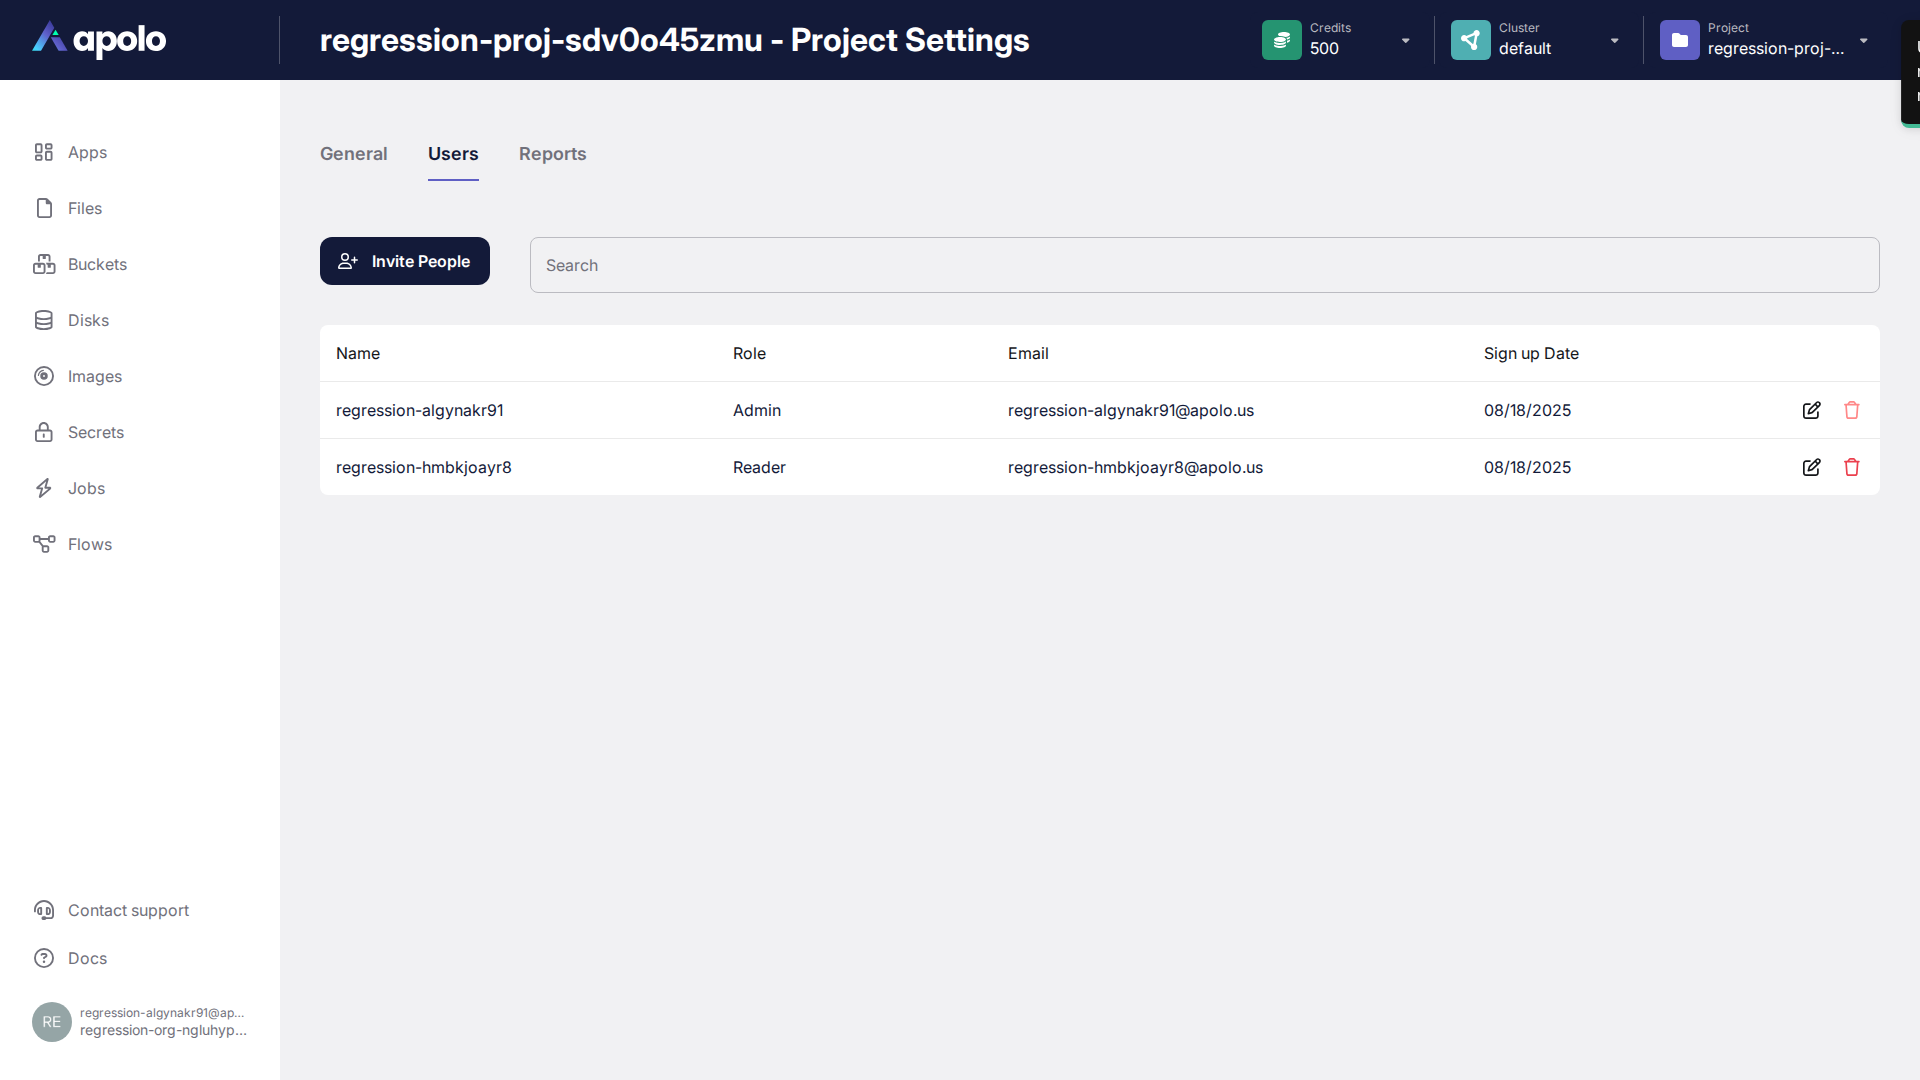 apolo
regression-proj-sdv0o45zmu - Project Settings
Credits
500
Cluster
default
Project
regression-proj-...
Apps
Files
Buckets
Disks
Images
Secrets
Jobs
Flows
General Users Reports
Invite People
Search
Name Role Email Sign up Date
regression-algynakr91 Admin regression-algynakr91@apolo.us 08/18/2025
regression-hmbkjoayr8 Reader regression-hmbkjoayr8@apolo.us 08/18/2025
Contact support
Docs
RE
regression-algynakr91@ap...
regression-org-ngluhyp...